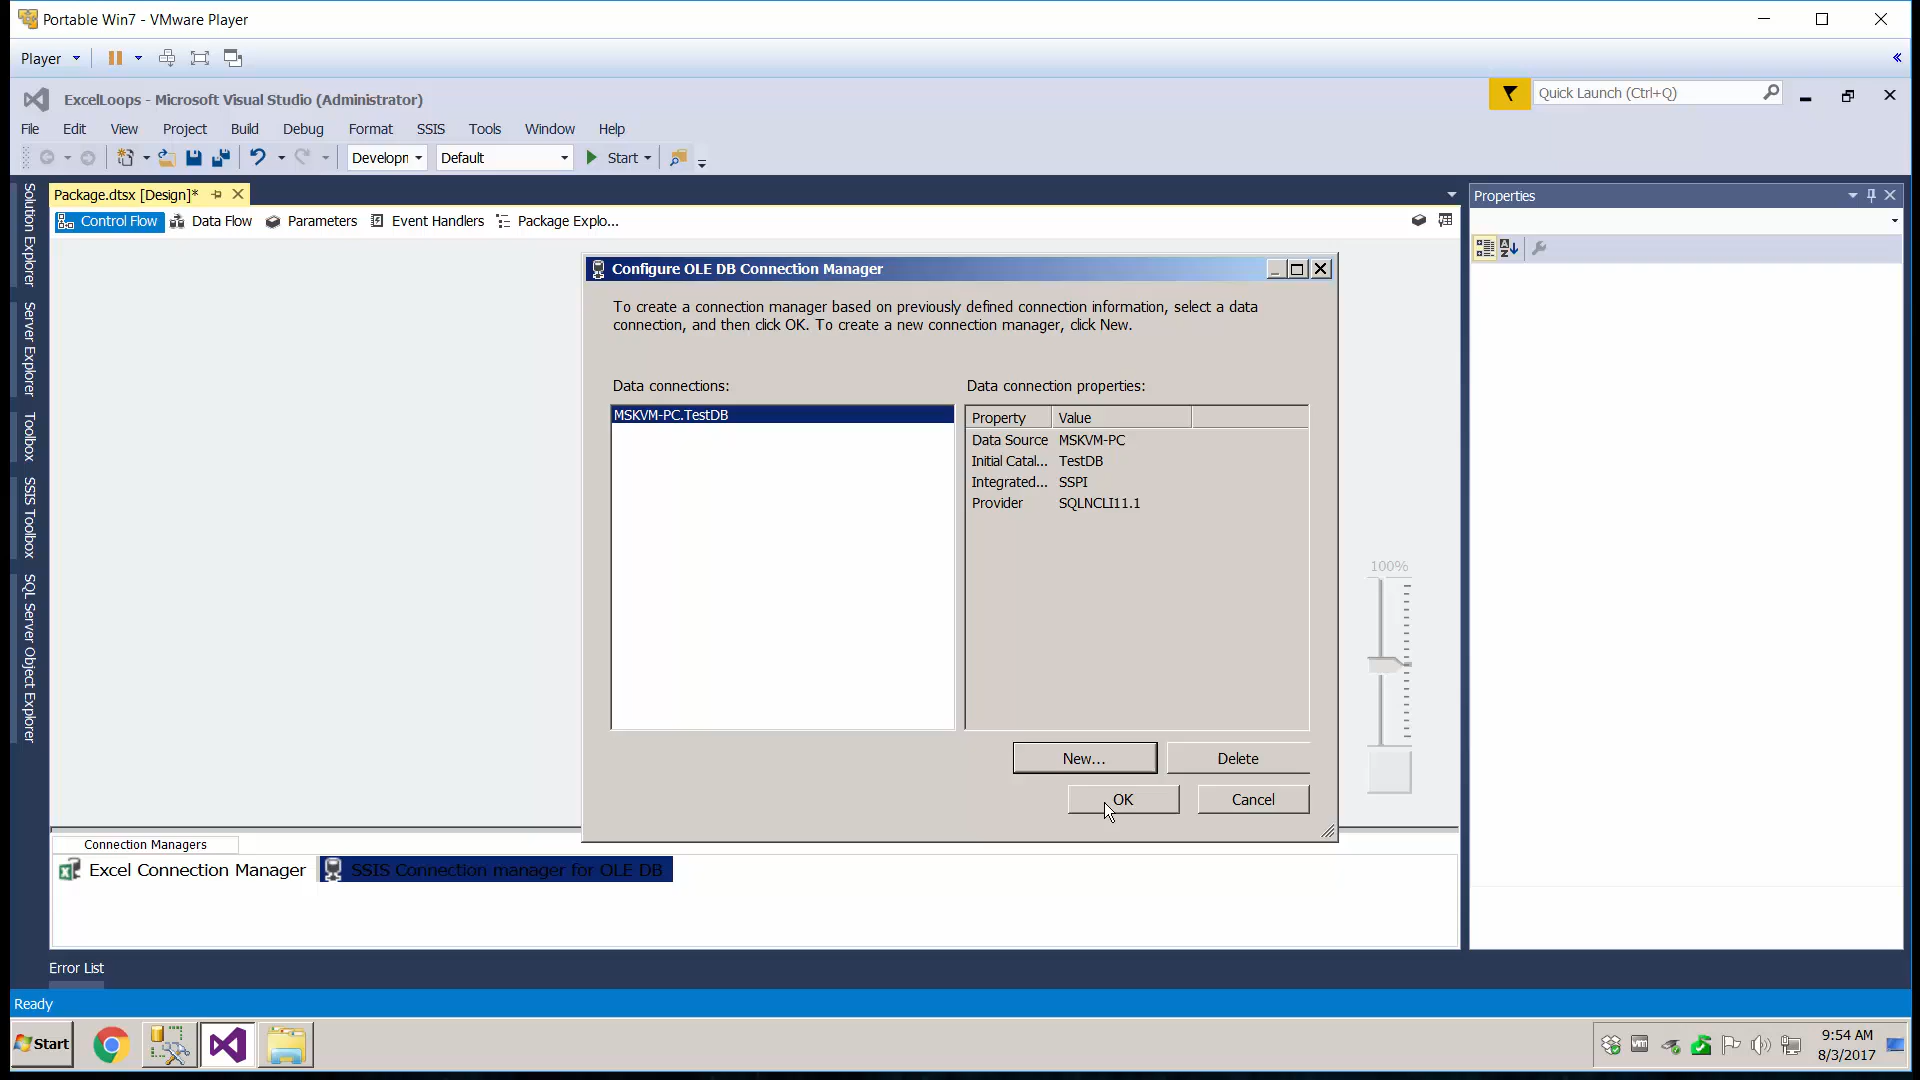 Portable Win7 - VMware Player
Player
ExcelLoops - Microsoft Visual Studio (Administrator)
Quick Launch (Ctrl+Q)
File Edit View Project Build Debug Format SSIS Tools Window Help
Developn Default Start
Package.dtsx [Design]*
Properties
Control Flow Data Flow Parameters Event Handlers Package Explo...
Solution Explorer
Server Explorer
Toolbox
SSIS Toolbox
SQL Server Object Explorer
Configure OLE DB Connection Manager
To create a connection manager based on previously defined connection information, select a data
connection, and then click OK. To create a new connection manager, click New.
Data connections:
Data connection properties:
MSKVM-PC.TestDB
Property Value
Data Source MSKVM-PC
Initial Catal... TestDB
Integrated... SSPI
Provider SQLNCLI11.1
100%
New...
Delete
OK
Cancel
Connection Managers
Excel Connection Manager
SSIS Connection manager for OLE DB
Error List
Ready
Start
vm
9:54 AM
8/3/2017